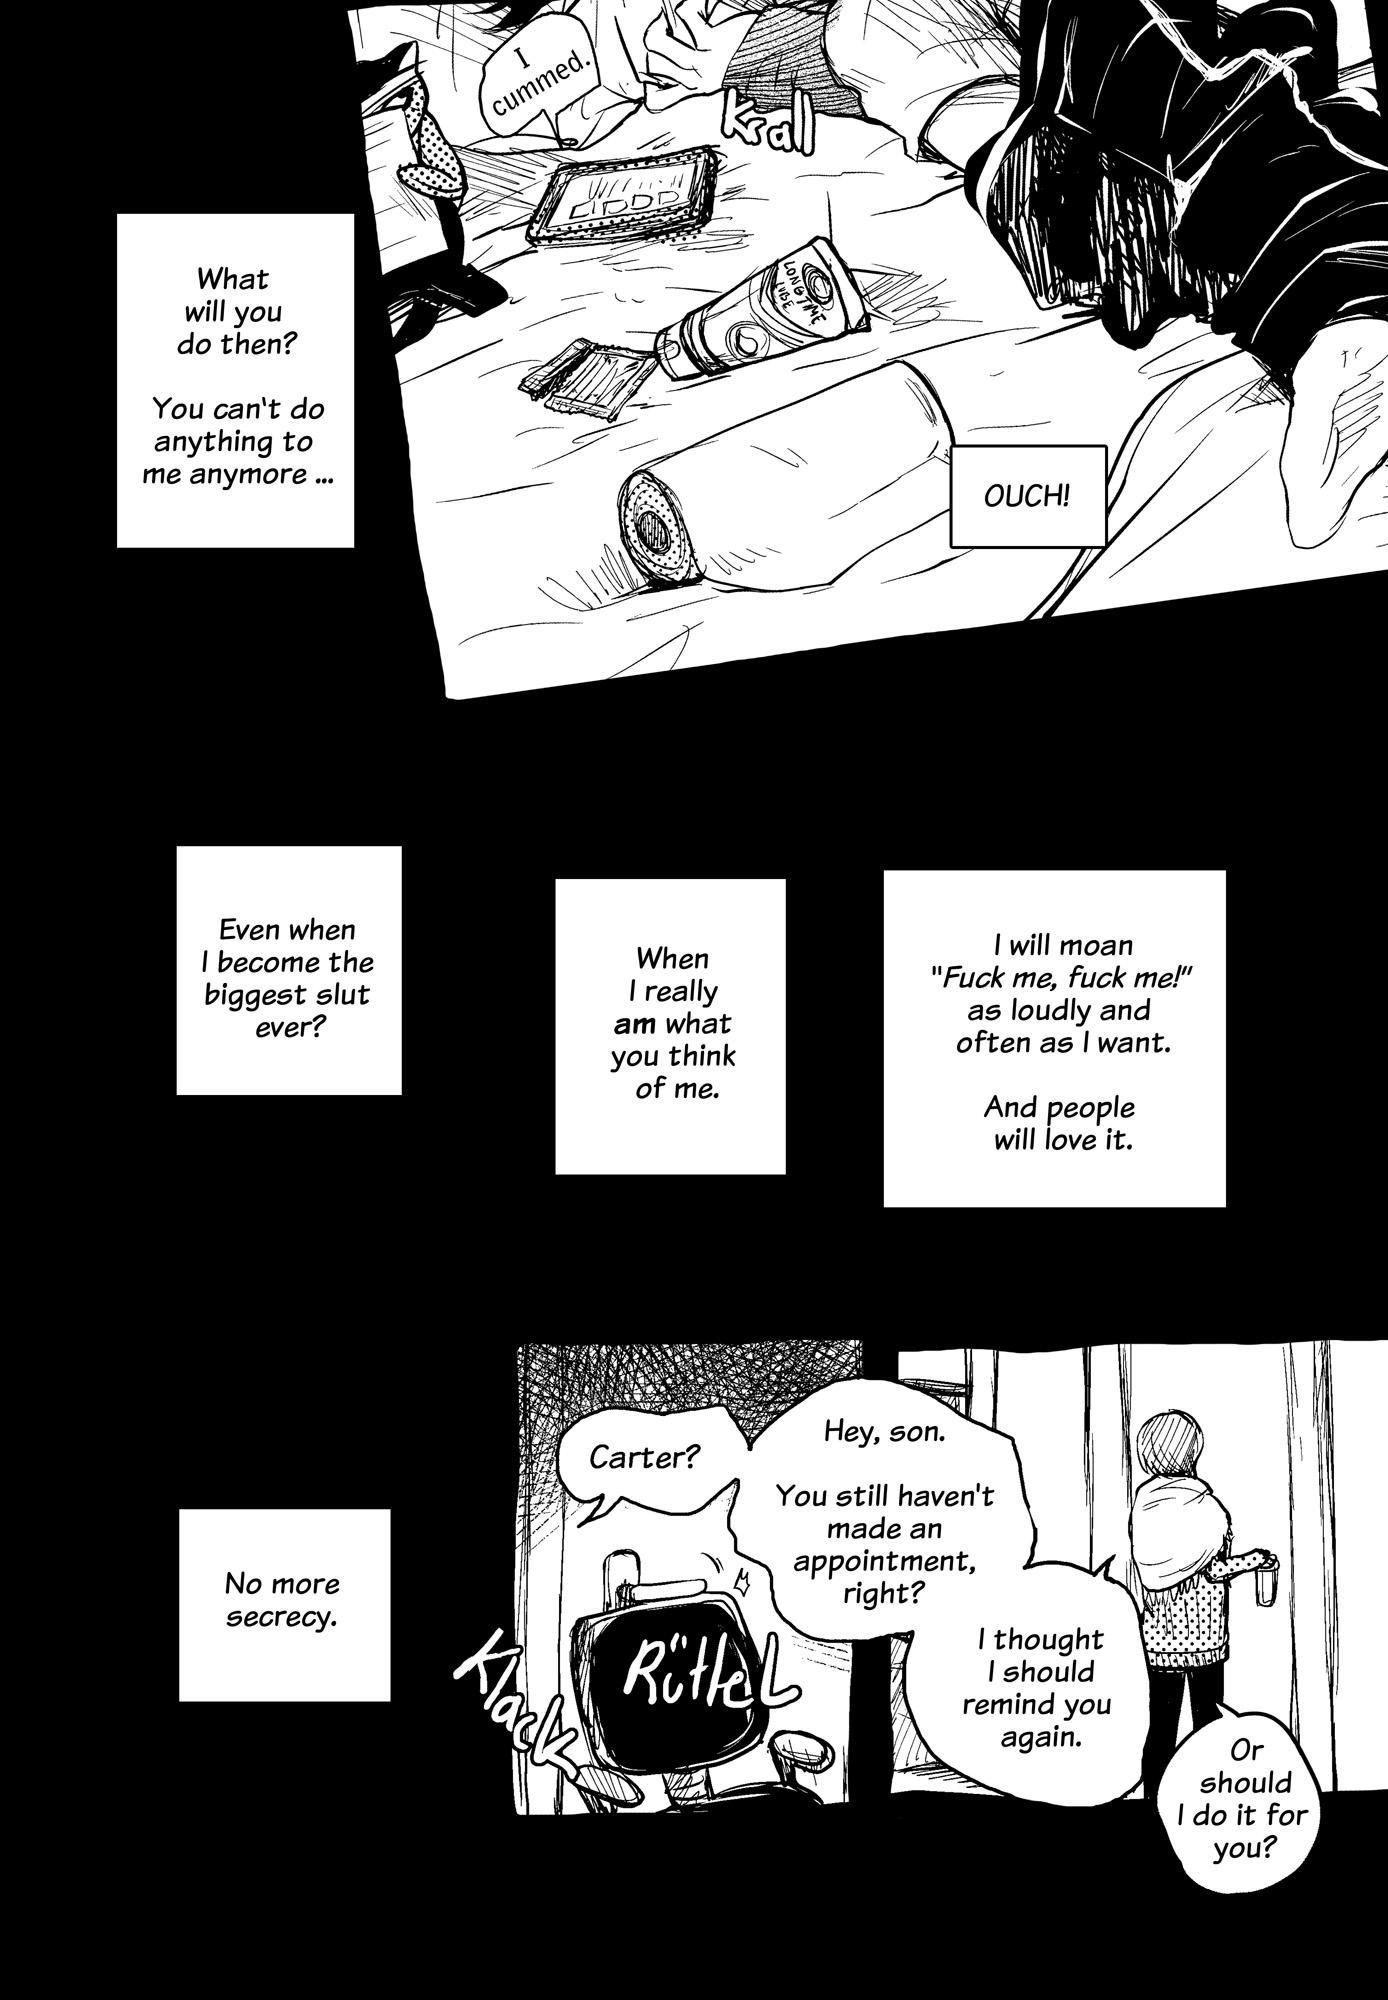 I
cummed.
Kral
LONGTIME
LUBE
What
will you
do then?
You can't do
anything to
me anymore ...
OUCH!
Even when
I become the
biggest slut
ever?
When
I really
am what
you think
of me.
I will moan
"Fuck me, fuck me!"
as loudly and
often as I want.
And people
will love it.
No more
secrecy.
Carter?
Hey, son.
You still haven't
made an
appointment,
right?
I thought
I should
remind you
again.
Klack
RütteL
Or
should
I do it for
you?